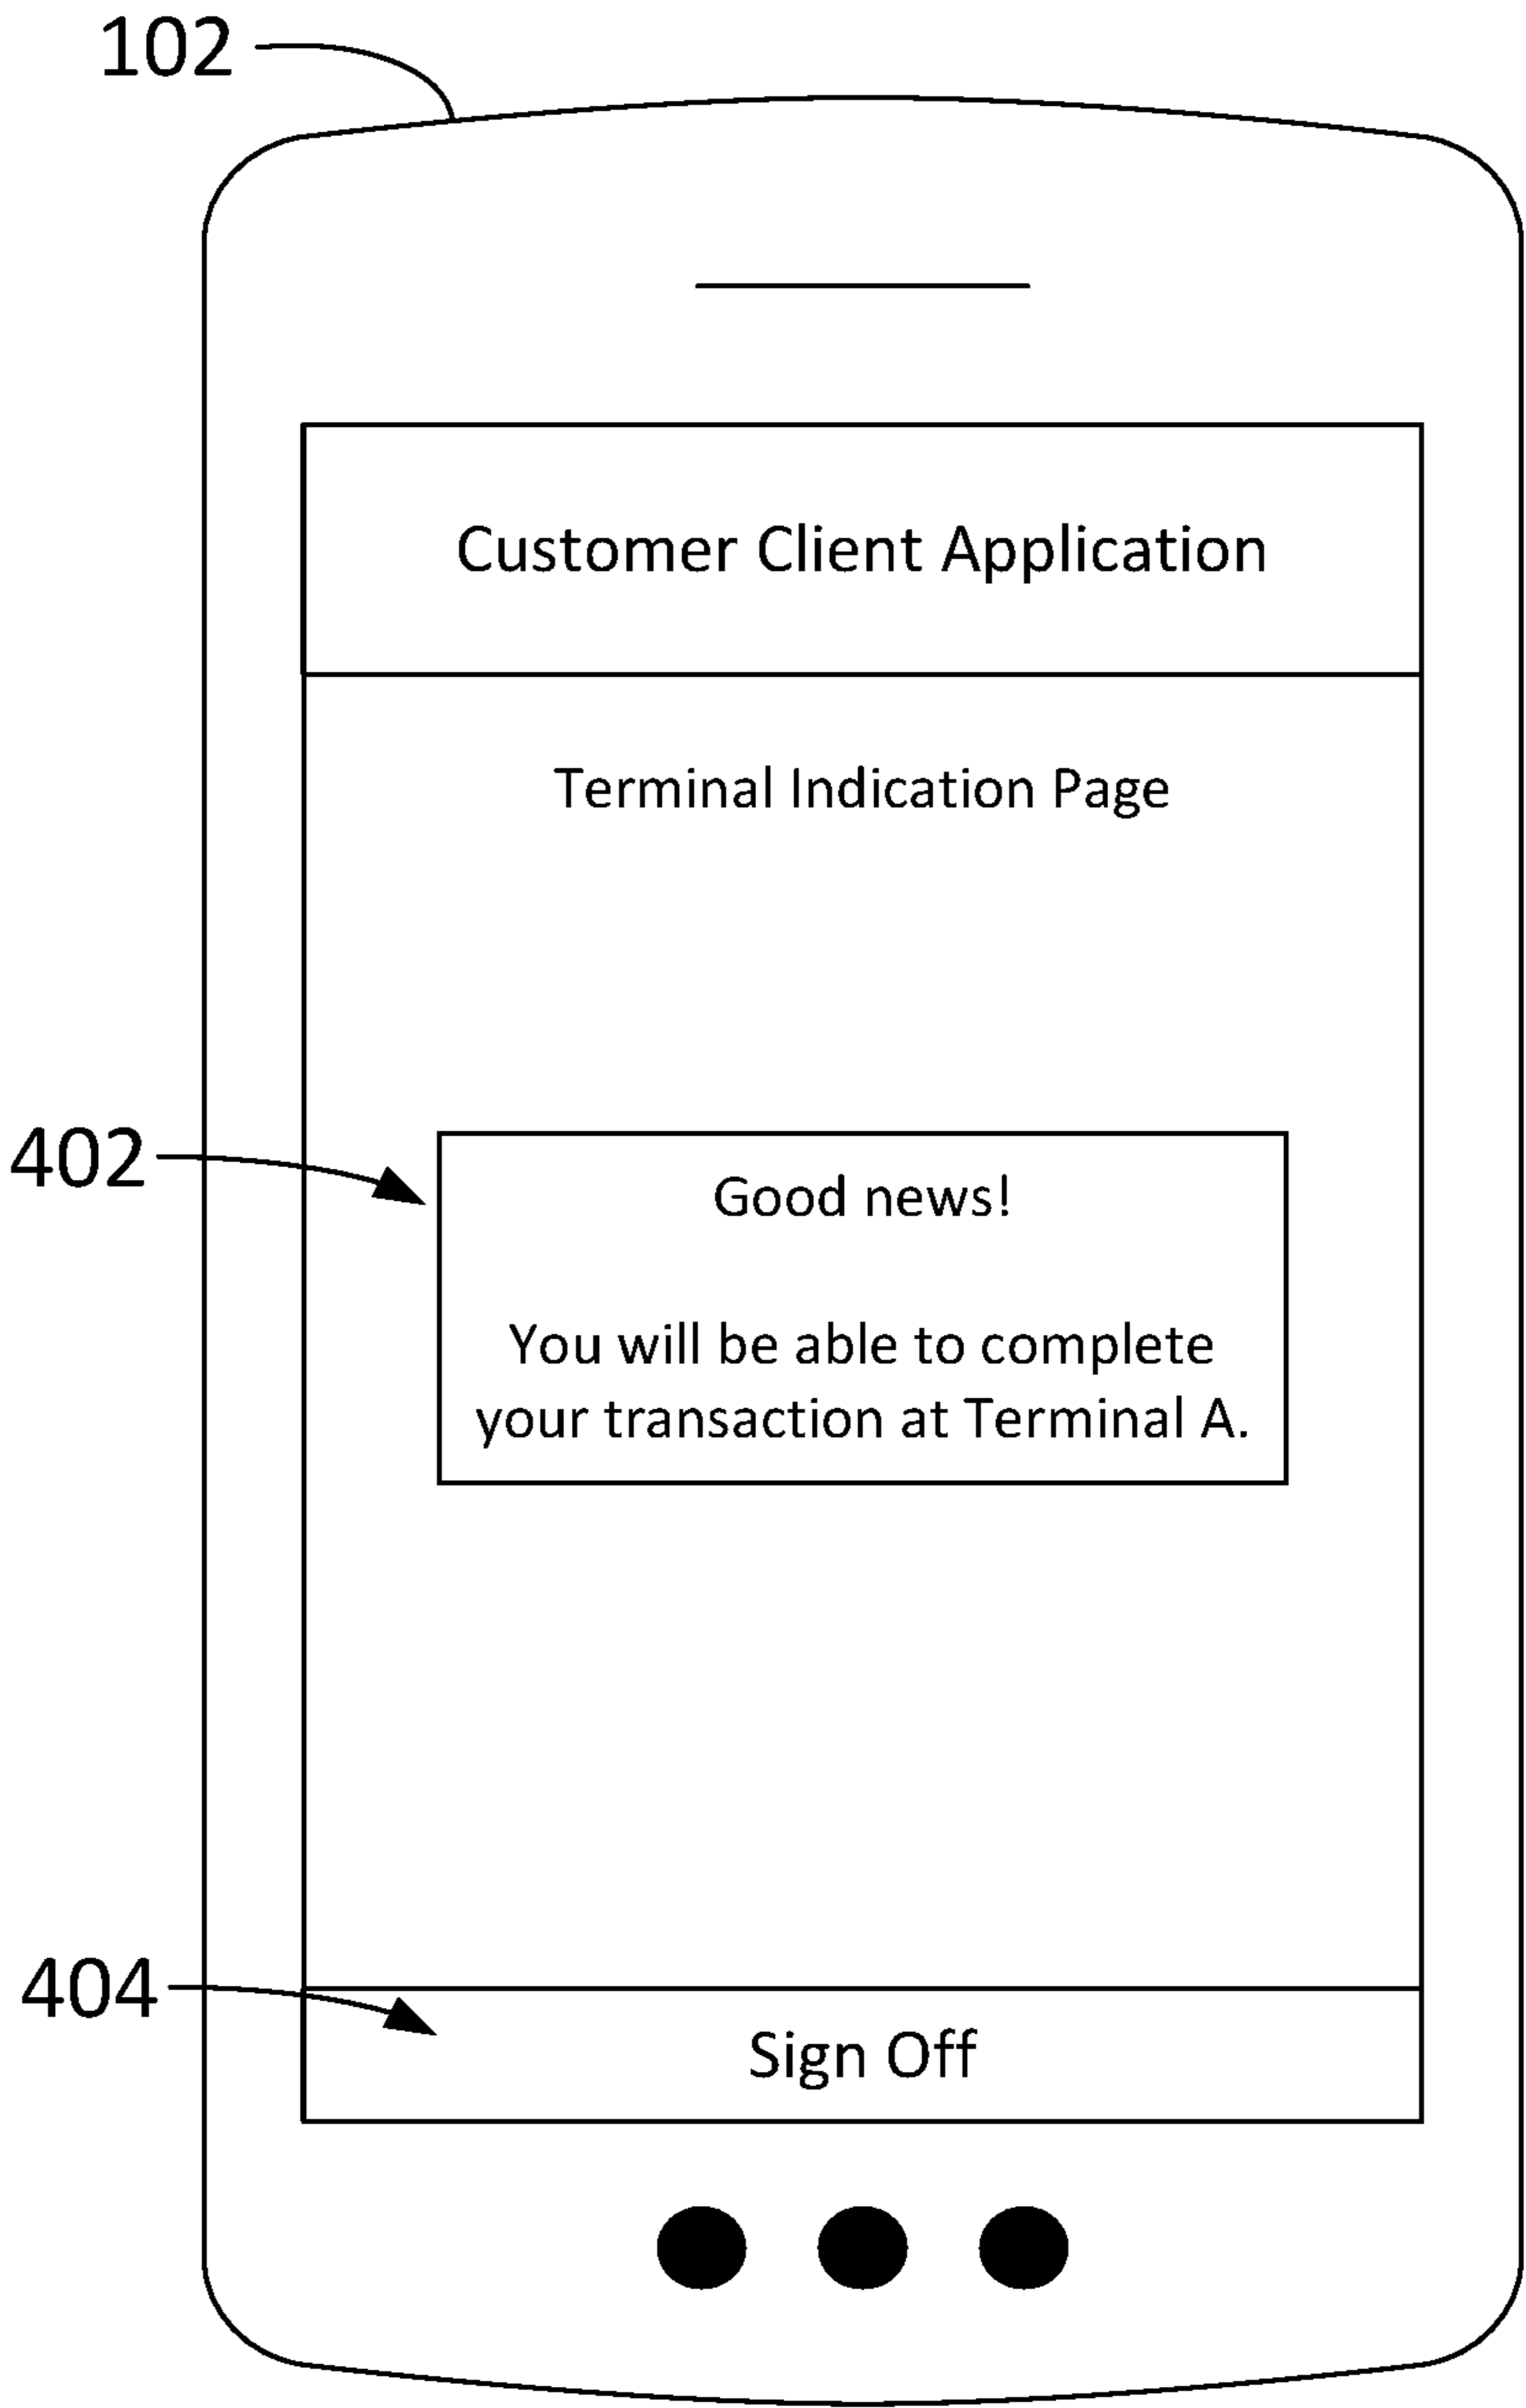 102
Customer Client Application
Terminal Indication Page
402
Good news!
You will be able to complete
your transaction at Terminal A.
404
Sign Off